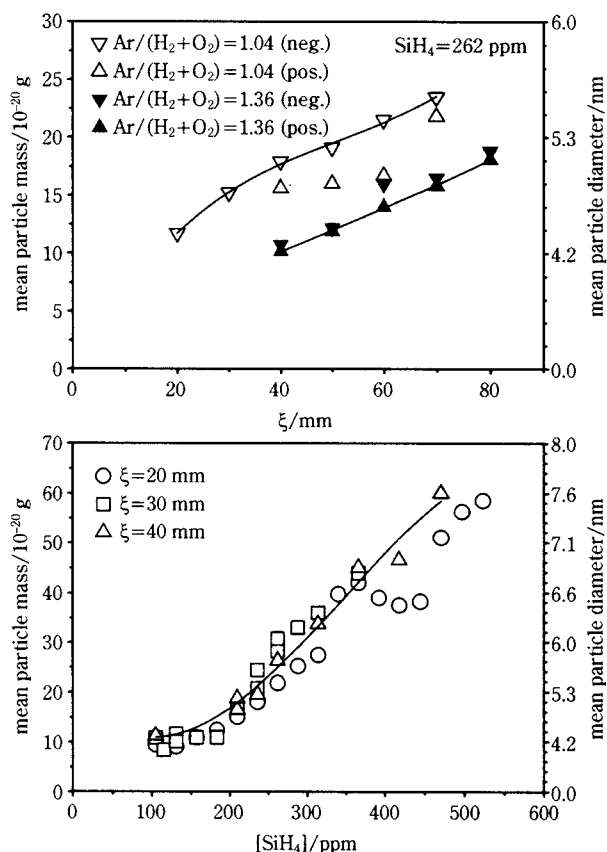 30
25
20
15
10
5
0
mean particle mass/10⁻²⁰ g
▽ Ar/(H₂+O₂)=1.04 (neg.)
△ Ar/(H₂+O₂)=1.04 (pos.)
▼ Ar/(H₂+O₂)=1.36 (neg.)
▲ Ar/(H₂+O₂)=1.36 (pos.)
SiH₄=262 ppm
6.0
5.3
4.2
0.0
mean particle diameter/nm
0 20 40 60 80
ξ/mm
70
60
50
40
30
20
10
0
mean particle mass/10⁻²⁰ g
○ ξ=20 mm
□ ξ=30 mm
△ ξ=40 mm
8.0
7.6
7.1
6.6
6.0
5.3
4.2
0.0
mean particle diameter/nm
0 100 200 300 400 500 600
[SiH₄]/ppm